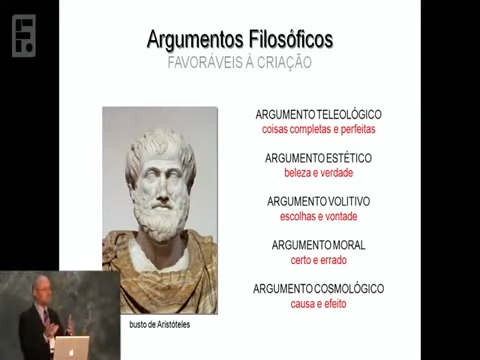 Argumentos Filosóficos
FAVORÁVEIS À CRIAÇÃO
ARGUMENTO TELEOLÓGICO
coisas completas e perfeitas
ARGUMENTO ESTÉTICO
beleza e verdade
ARGUMENTO VOLITIVO
escolhas e vontade
ARGUMENTO MORAL
certo e errado
ARGUMENTO COSMOLÓGICO
causa e efeito
busto de Aristóteles